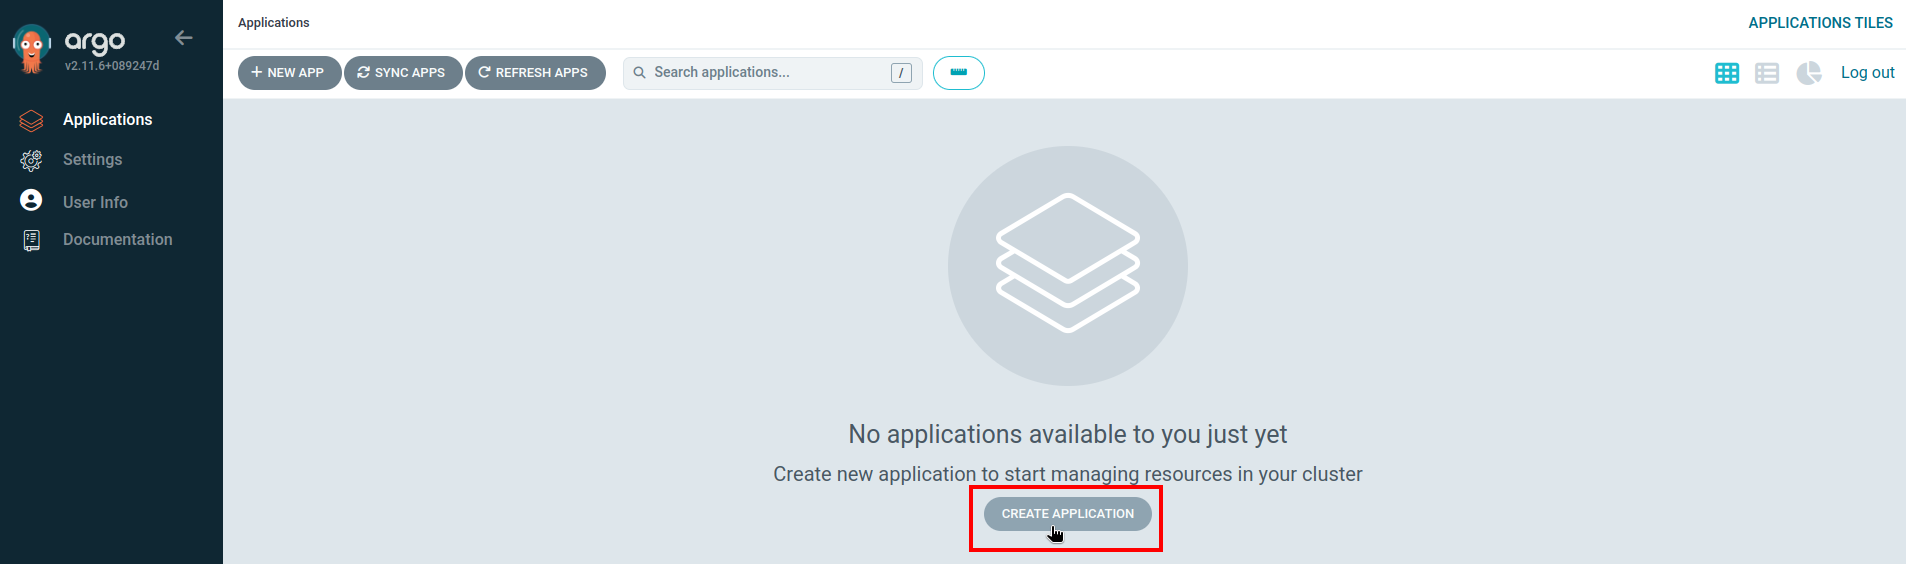 argo
v2.11.6+089247d
Applications
Settings
User Info
Documentation
Applications
APPLICATIONS TILES
+ NEW APP SYNC APPS REFRESH APPS Search applications... / Log out
No applications available to you just yet
Create new application to start managing resources in your cluster
CREATE APPLICATION